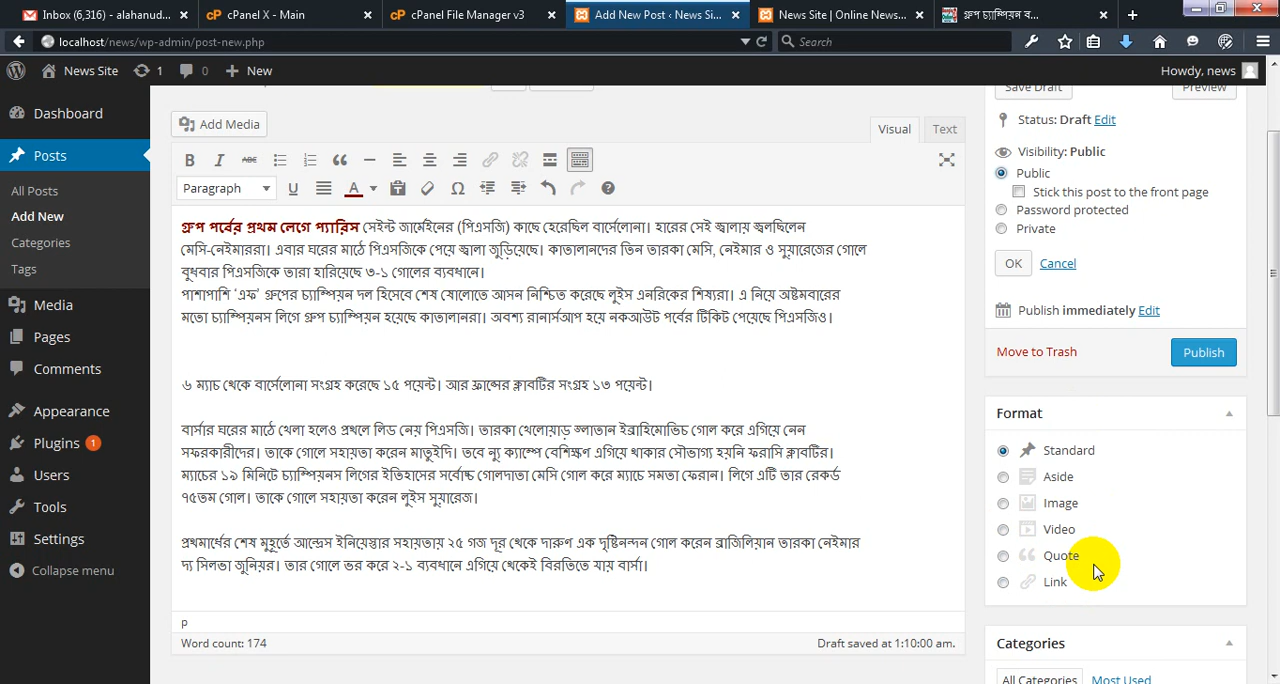 Inbox (6,316) - alahanud...
cPanel X - Main
cPanel File Manager v3
Add New Post ‹ News Si...
News Site | Online News...
গ্রুপ চ্যাম্পিয়ন ব...
localhost/news/wp-admin/post-new.php
Search
News Site
1
0
New
Howdy, news
Dashboard
Posts
All Posts
Add New
Categories
Tags
Media
Pages
Comments
Appearance
Plugins 1
Users
Tools
Settings
Collapse menu
Add Media
Visual
Text
Paragraph
গ্রুপ পর্বের প্রথম লেগে প্যারিস সেইন্ট জার্মেইনের (পিএসজি) কাছে হেরেছিল বার্সেলোনা। হারের সেই জ্বালায় জ্বলছিলেন
মেসি-নেইমাররা। এবার ঘরের মাঠে পিএসজিকে পেয়ে জ্বালা জুড়িয়েছে। কাতালানদের তিন তারকা মেসি, নেইমার ও সুয়ারেজের গোলে
বুধবার পিএসজিকে তারা হারিয়েছে ৩-১ গোলের ব্যবধানে।
পাশাপাশি ‘এফ’ গ্রুপের চ্যাম্পিয়ন দল হিসেবে শেষ ষোলোতে আসন নিশ্চিত করেছে লুইস এনরিকের শিষ্যরা। এ নিয়ে অষ্টমবারের
মতো চ্যাম্পিয়নস লিগে গ্রুপ চ্যাম্পিয়ন হয়েছে কাতালানরা। অবশ্য রানার্সআপ হয়ে নকআউট পর্বের টিকিট পেয়েছে পিএসজিও।
৬ ম্যাচ থেকে বার্সেলোনা সংগ্রহ করেছে ১৫ পয়েন্ট। আর ফ্রান্সের ক্লাবটির সংগ্রহ ১৩ পয়েন্ট।
বার্সার ঘরের মাঠে খেলা হলেও প্রথলে লিড নেয় পিএসজি। তারকা খেলোয়াড় জ্লাতান ইব্রাহিমোভিচ গোল করে এগিয়ে নেন
সফরকারীদের। তাকে গোলে সহায়তা করেন মাতুইদি। তবে ন্যু ক্যাম্পে বেশিক্ষণ এগিয়ে থাকার সৌভাগ্য হয়নি ফরাসি ক্লাবটির।
ম্যাচের ১৯ মিনিটে চ্যাম্পিয়নস লিগের ইতিহাসের সর্বোচ্চ গোলদাতা মেসি গোল করে ম্যাচে সমতা ফেরান। লিগে এটি তার রেকর্ড
৭৫তম গোল। তাকে গোলে সহায়তা করেন লুইস সুয়ারেজ।
প্রথমার্ধের শেষ মুহূর্তে আন্দ্রেস ইনিয়েস্তার সহায়তায় ২৫ গজ দূর থেকে দারুণ এক দৃষ্টিনন্দন গোল করেন ব্রাজিলিয়ান তারকা নেইমার
দ্য সিলভা জুনিয়র। তার গোলে ভর করে ২-১ ব্যবধানে এগিয়ে থেকেই বিরতিতে যায় বার্সা।
p
Word count: 174
Draft saved at 1:10:00 am.
Save Draft
Preview
Status: Draft Edit
Visibility: Public
Public
Stick this post to the front page
Password protected
Private
OK
Cancel
Publish immediately Edit
Move to Trash
Publish
Format
Standard
Aside
Image
Video
Quote
Link
Categories
All Categories
Most Used